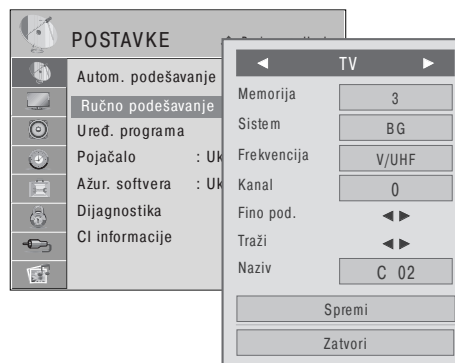 POSTAVKE
Autom. podešavanje
Ručno podešavanje
Uređ. programa
Pojačalo : Uk
Ažur. softvera : Uk
Dijagnostika
CI informacije
◄ TV ►
Memorija 3
Sistem BG
Frekvencija V/UHF
Kanal 0
Fino pod. ◄►
Traži ◄►
Naziv C 02
Spremi
Zatvori